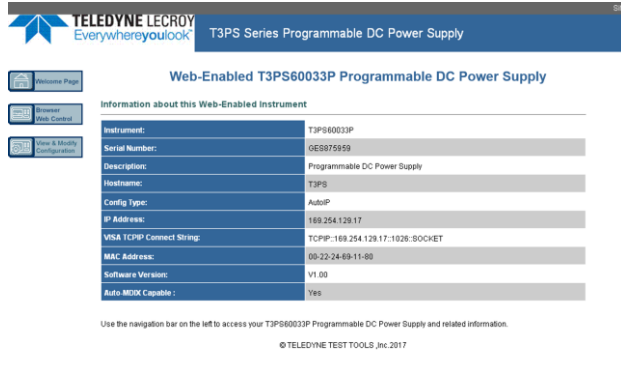 TELEDYNE LECROY
Everywhereyoulook
T3PS Series Programmable DC Power Supply
Welcome Page
Browser
Web Control
View & Modify
Configuration
Web-Enabled T3PS60033P Programmable DC Power Supply
Information about this Web-Enabled Instrument
Instrument: T3PS60033P
Serial Number: GES875959
Description: Programmable DC Power Supply
Hostname: T3PS
Config Type: AutoIP
IP Address: 169.254.129.17
VISA TCPIP Connect String: TCPIP::169.254.129.17::1026::SOCKET
MAC Address: 00-22-24-69-11-80
Software Version: V1.00
Auto-MDIX Capable : Yes
Use the navigation bar on the left to access your T3PS60033P Programmable DC Power Supply and related information.
© TELEDYNE TEST TOOLS ,Inc.2017